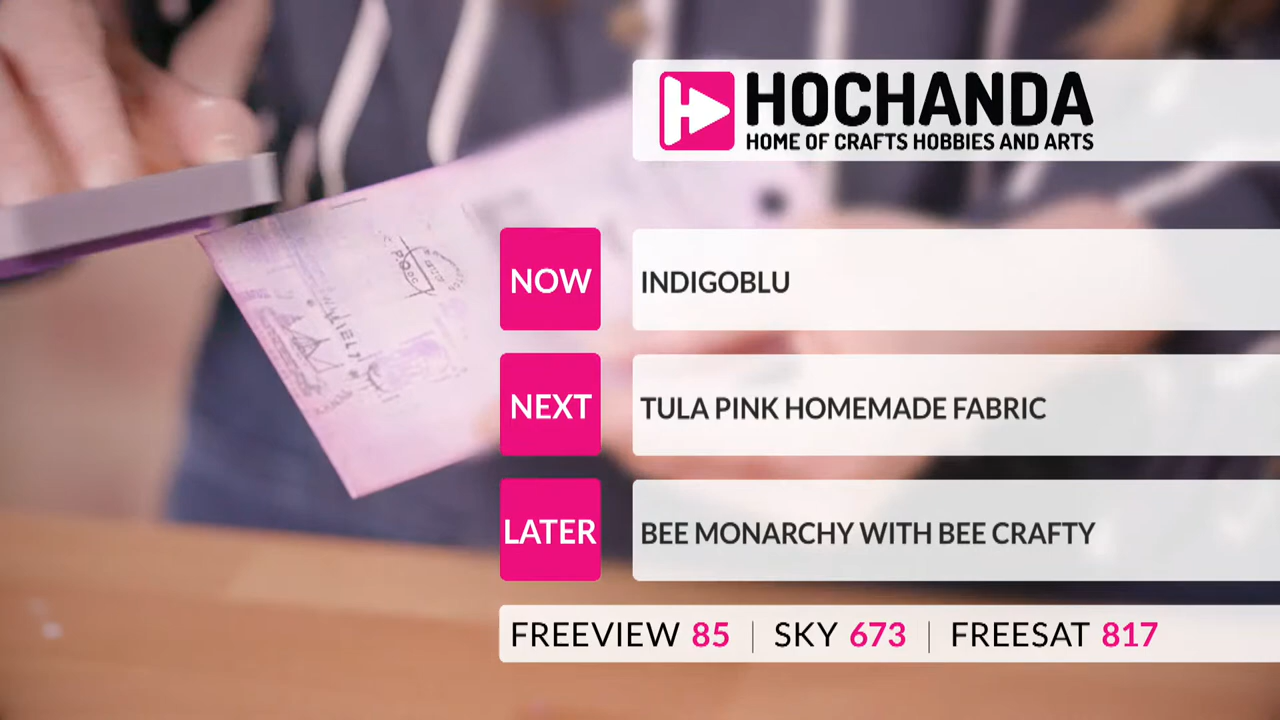 HOCHANDA
HOME OF CRAFTS HOBBIES AND ARTS
NOW
INDIGOBLU
NEXT
TULA PINK HOMEMADE FABRIC
LATER
BEE MONARCHY WITH BEE CRAFTY
FREEVIEW 85 | SKY 673 | FREESAT 817